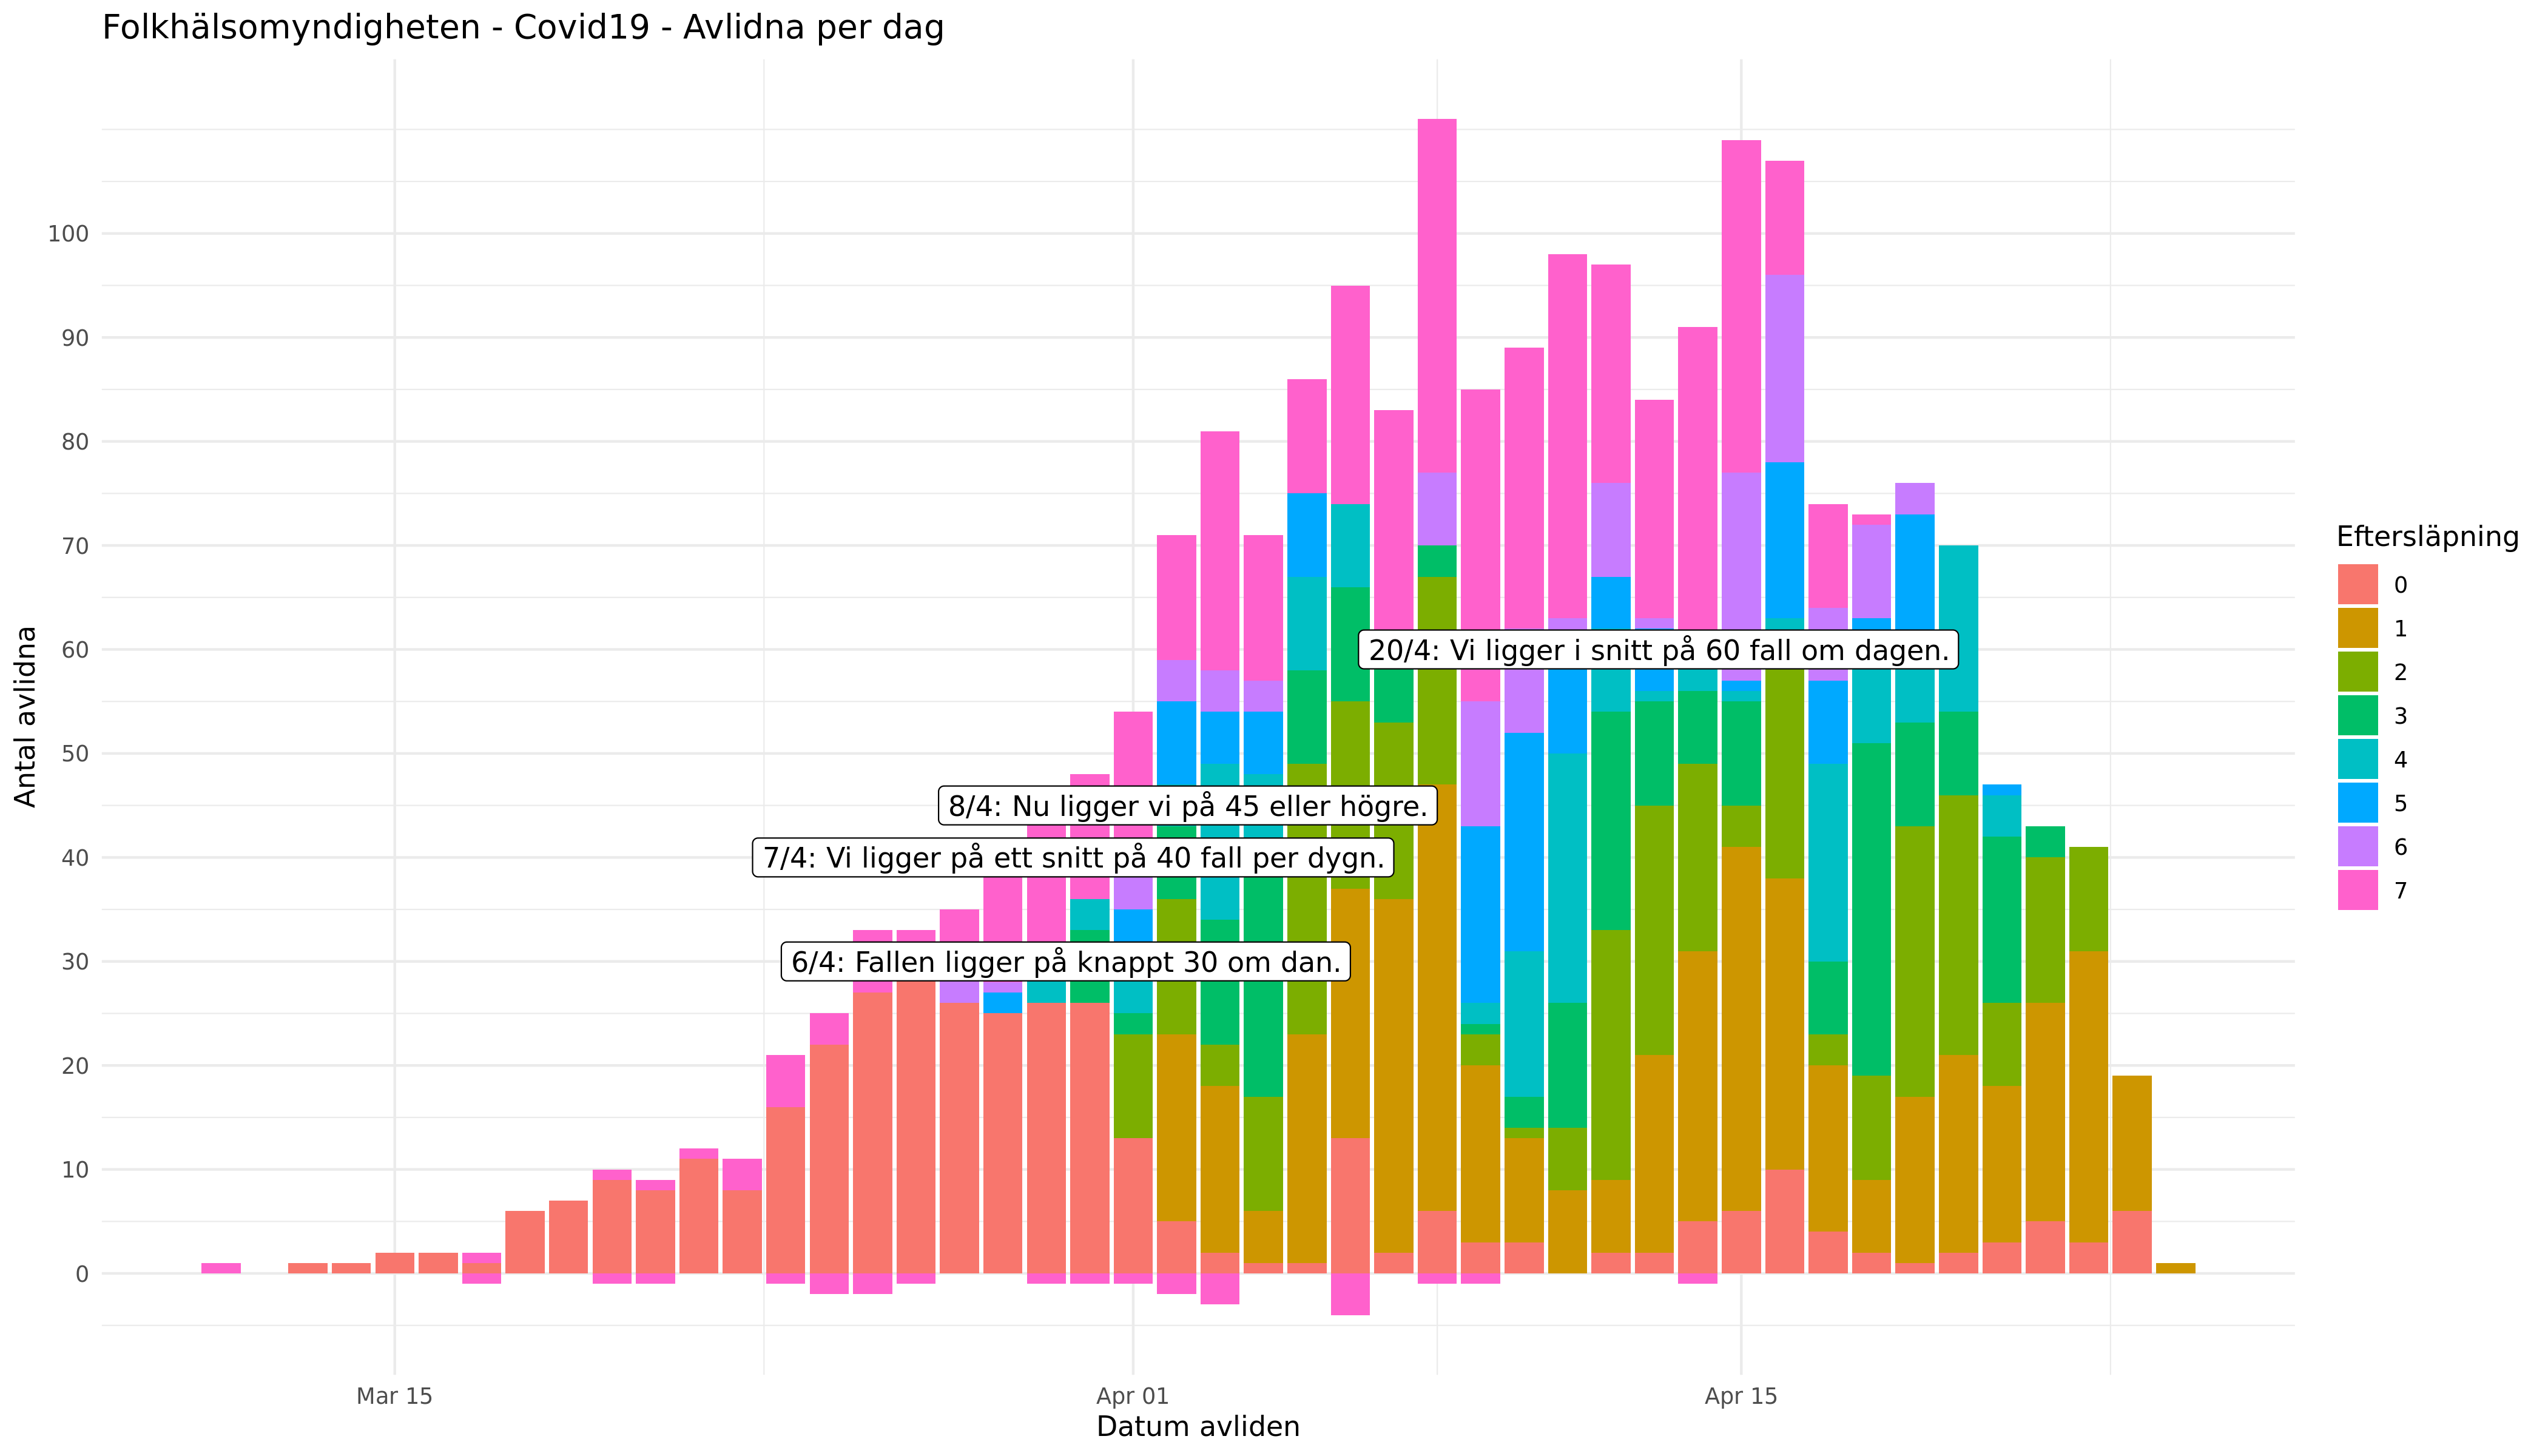 Folkhälsomyndigheten - Covid19 - Avlidna per dag
Antal avlidna
100
90
80
70
60
50
40
30
20
10
0
20/4: Vi ligger i snitt på 60 fall om dagen.
8/4: Nu ligger vi på 45 eller högre.
7/4: Vi ligger på ett snitt på 40 fall per dygn.
6/4: Fallen ligger på knappt 30 om dan.
Mar 15
Apr 01
Apr 15
Datum avliden
Eftersläpning
0
1
2
3
4
5
6
7